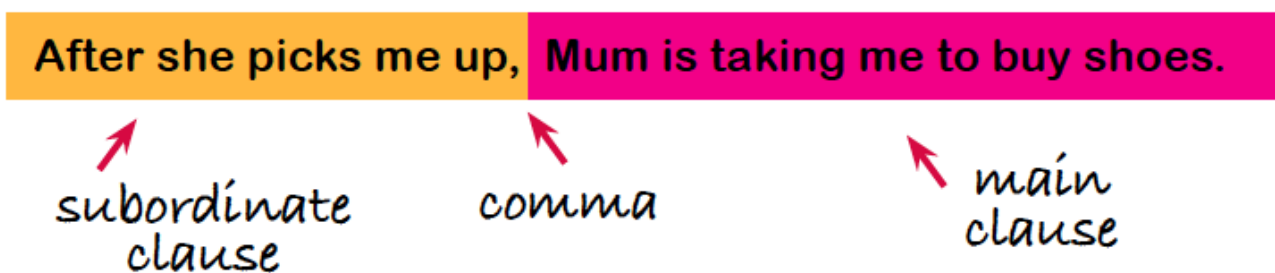 After she picks me up, Mum is taking me to buy shoes.
subordinate
clause
comma
main
clause